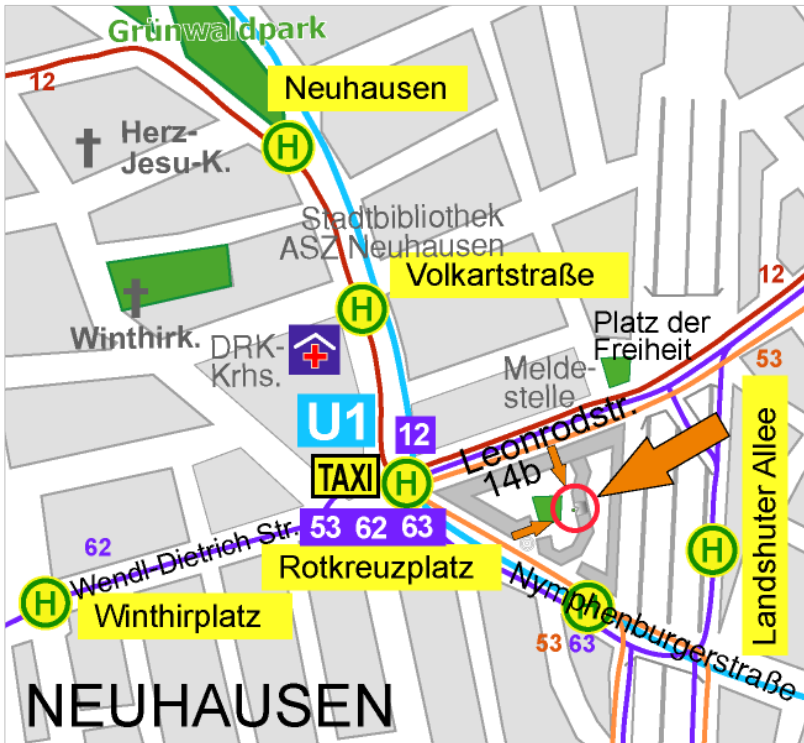 Grünwaldpark
12
Neuhausen
H
Herz-
Jesu-K.
Stadtbibliothek
ASZ Neuhausen
Volkartstraße
12
H
Winthirk.
DRK-
Krhs.
Platz der
Freiheit
53
Melde-
stelle
U1
12
Leonrodstr.
14b
TAXI
H
53 62 63
Rotkreuzplatz
62
Wendl-Dietrich Str.
H
Winthirplatz
H
Landshuter Allee
H
Nymphenburgerstraße
53 63
NEUHAUSEN